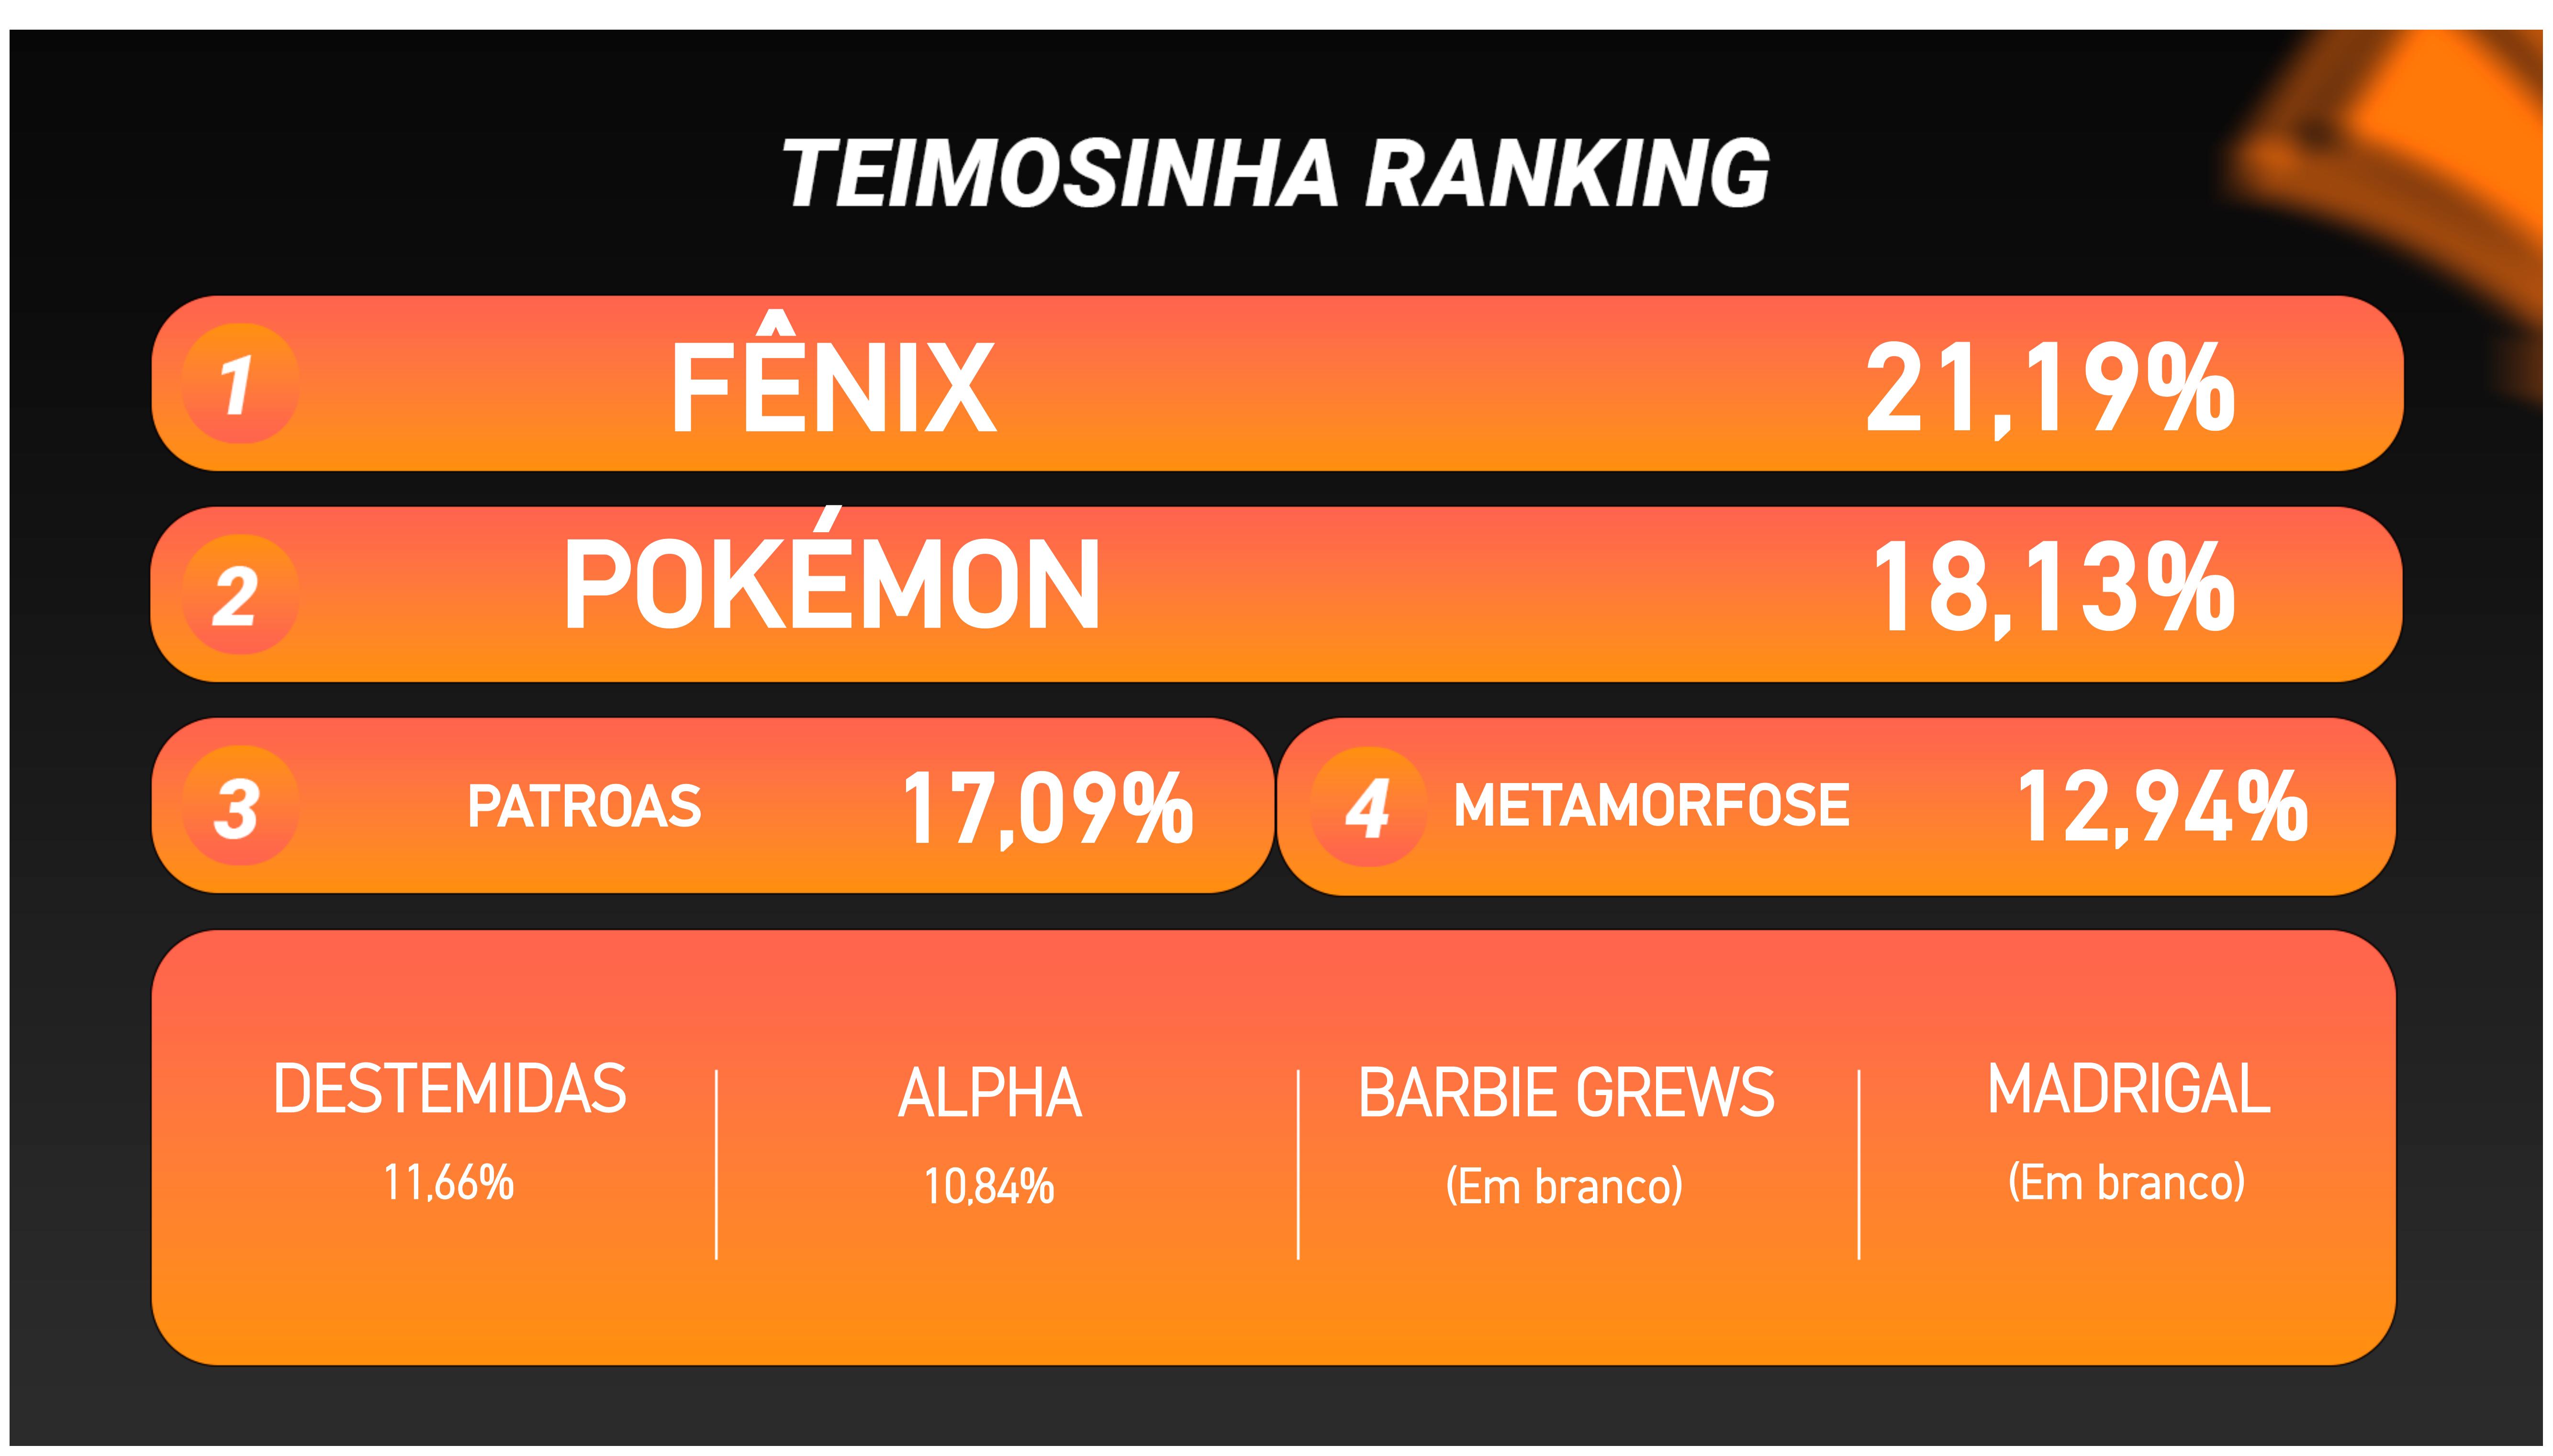 TEIMOSINHA RANKING
1 FÊNIX 21,19%
2 POKÉMON 18,13%
3 PATROAS 17,09%
4 METAMORFOSE 12,94%
DESTEMIDAS
11,66%
ALPHA
10,84%
BARBIE GREWS
(Em branco)
MADRIGAL
(Em branco)